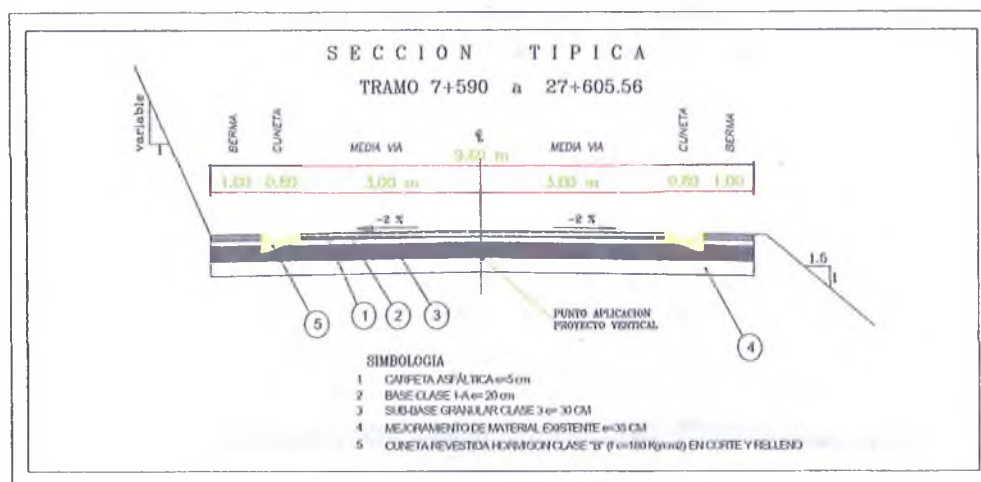 SECCION TIPICA
TRAMO 7+590 a 27+605.56
variable
1
BERMA
CUNETA
MEDIA VIA
℄
MEDIA VIA
CUNETA
BERMA
9.60 m
1,00 0,80 3,00 m 3,00 m 0,80 1,00
-2 %
-2 %
1.5
1
5
1
2
3
4
PUNTO APLICACION
PROYECTO VERTICAL
SIMBOLOGIA
1 CARPETA ASFÁLTICA e=5 cm
2 BASE CLASE 1-A e= 20 cm
3 SUB-BASE GRANULAR CLASE 3 e= 30 CM
4 MEJORAMIENTO DE MATERIAL EXISTENTE e=30 CM
5 CUNETA REVESTIDA HORMIGON CLASE "B" (f'c=180 Kg/cm2) EN CORTE Y RELLENO